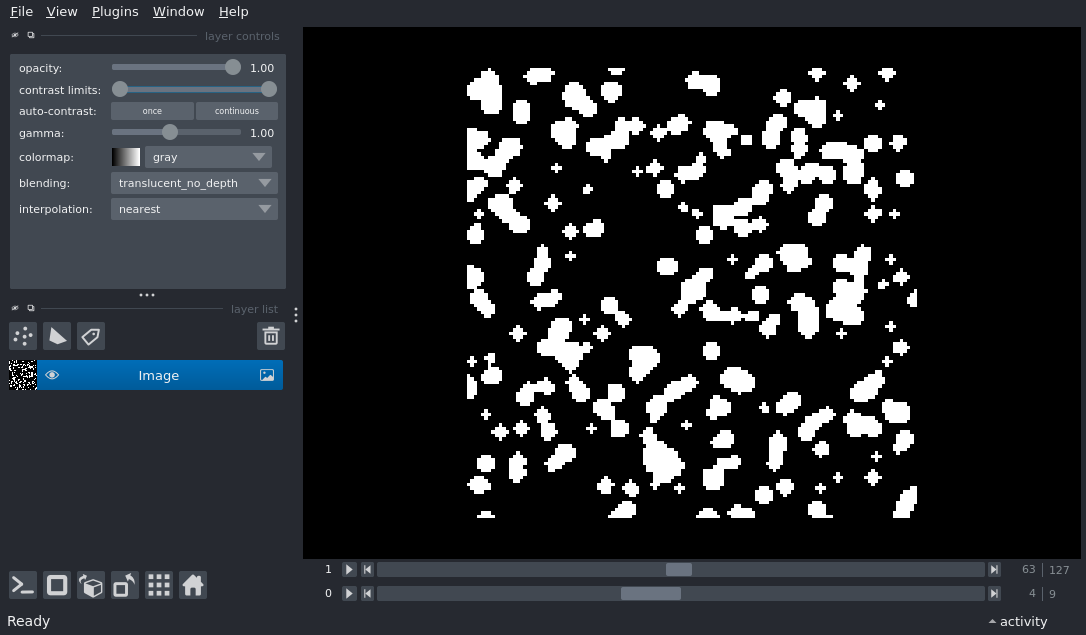 File View Plugins Window Help
layer controls
opacity: 1.00
contrast limits:
auto-contrast: once continuous
gamma: 1.00
colormap: gray
blending: translucent_no_depth
interpolation: nearest
layer list
Image
1 63 127
0 4 9
Ready activity